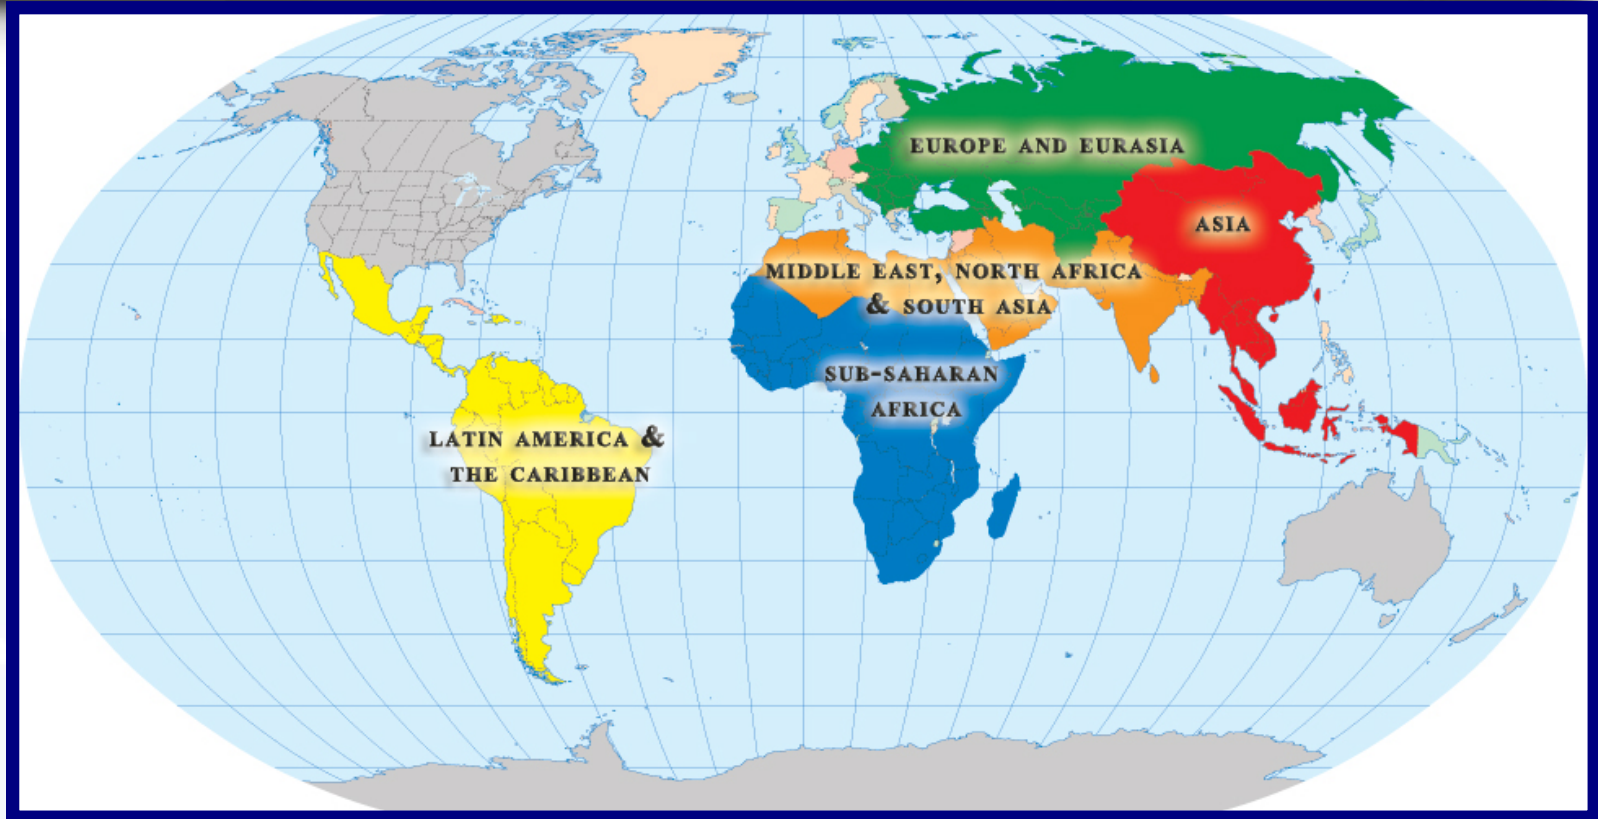 EUROPE AND EURASIA
ASIA
MIDDLE EAST, NORTH AFRICA
& SOUTH ASIA
SUB-SAHARAN
AFRICA
LATIN AMERICA &
THE CARIBBEAN